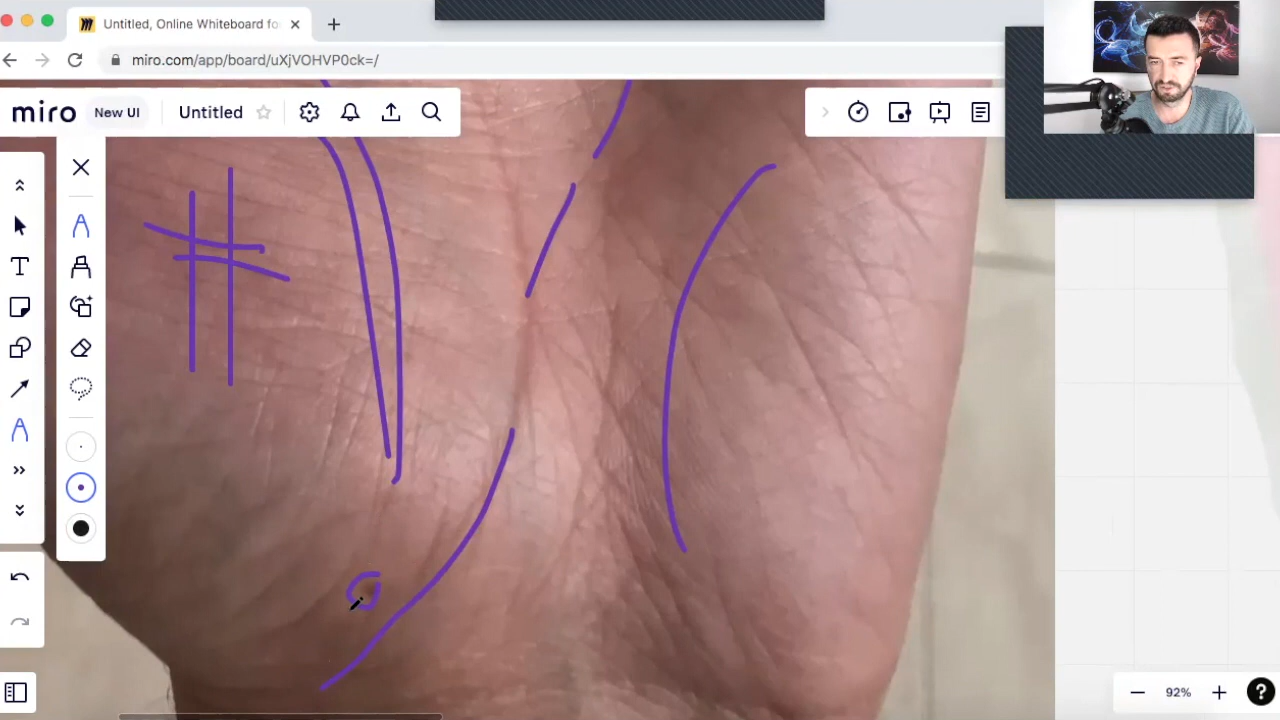 Untitled, Online Whiteboard fo
miro.com/app/board/uXjVOHVP0ck=/
miro
New UI
Untitled
92%